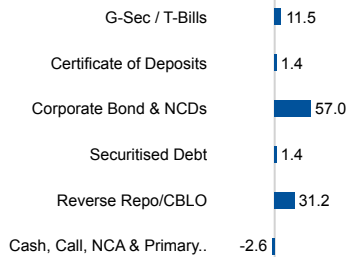 G-Sec / T-Bills 11.5
Certificate of Deposits 1.4
Corporate Bond & NCDs 57.0
Securitised Debt 1.4
Reverse Repo/CBLO 31.2
Cash, Call, NCA & Primary.. -2.6